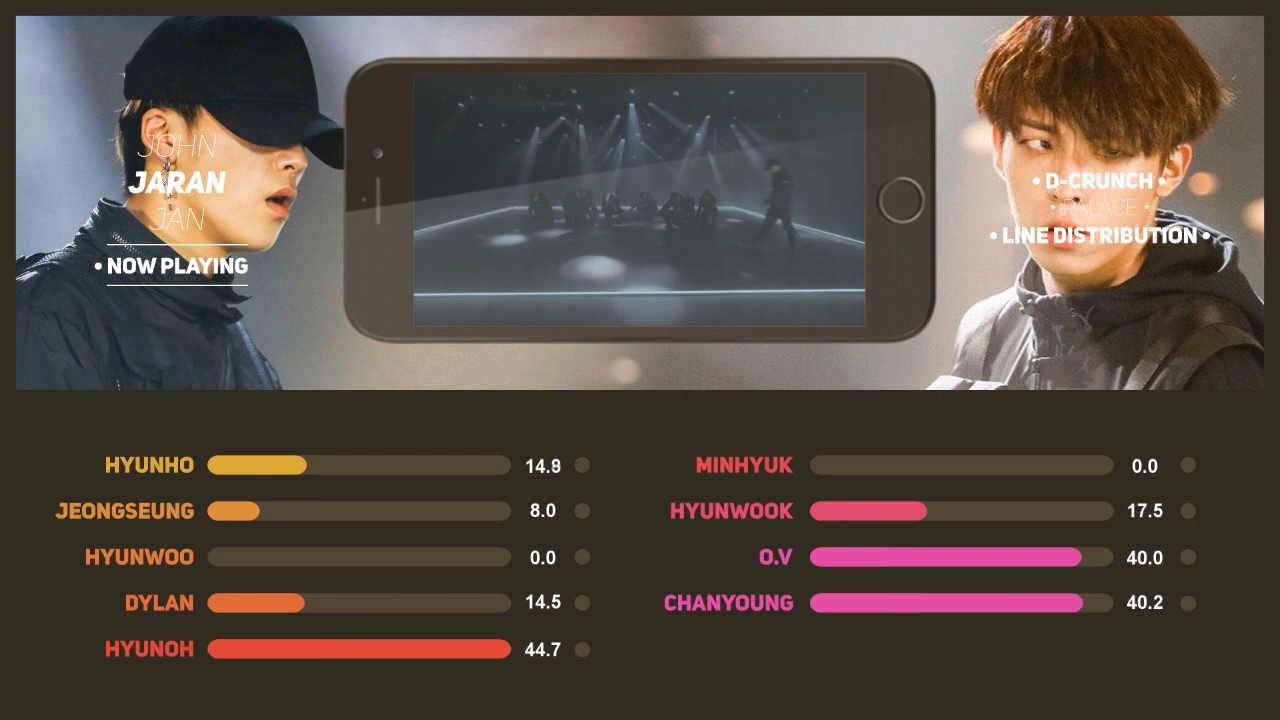 JOHN
JARAN
JAN
• NOW PLAYING
• D-CRUNCH •
• PALACE •
• LINE DISTRIBUTION •
HYUNHO 14.8
JEONGSEUNG 8.0
HYUNWOO 0.0
DYLAN 14.5
HYUNOH 44.7
MINHYUK 0.0
HYUNWOOK 17.5
O.V 40.0
CHANYOUNG 40.2